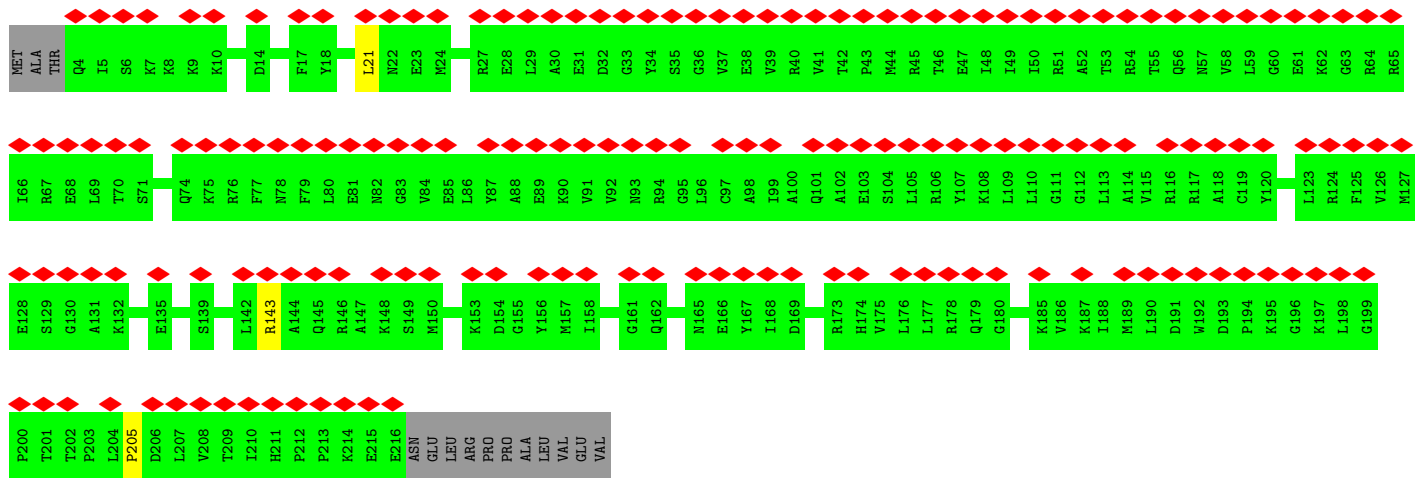 MET ALA THR Q4 I5 S6 K7 K8 K9 K10 D14 F17 Y18 L21 N22 E23 M24 R27 E28 L29 A30 E31 D32 G33 Y34 S35 G36 V37 E38 V39 R40 V41 T42 P43 M44 R45 T46 E47 I48 I49 I50 R51 A52 T53 R54 T55 Q56 N57 V58 L59 G60 E61 K62 G63 R64 R65
I66 R67 E68 L69 T70 S71 Q74 K75 R76 F77 N78 F79 L80 E81 N82 G83 V84 E85 L86 Y87 A88 E89 K90 V91 V92 N93 R94 G95 L96 C97 A98 I99 A100 Q101 A102 E103 S104 L105 R106 Y107 K108 L109 L110 G111 G112 L113 A114 V115 R116 R117 A118 C119 Y120 L123 R124 F125 V126 M127
E128 S129 G130 A131 K132 E135 S139 L142 R143 A144 Q145 R146 A147 K148 S149 M150 K153 D154 G155 Y156 M157 I158 G161 Q162 N165 E166 Y167 I168 D169 R173 H174 V175 L176 L177 R178 Q179 G180 K185 V186 K187 I188 M189 L190 D191 W192 D193 P194 K195 G196 K197 L198 G199
P200 T201 T202 P203 L204 P205 D206 L207 V208 T209 I210 H211 P212 P213 K214 E215 E216 ASN GLU LEU ARG PRO PRO ALA LEU VAL GLU VAL